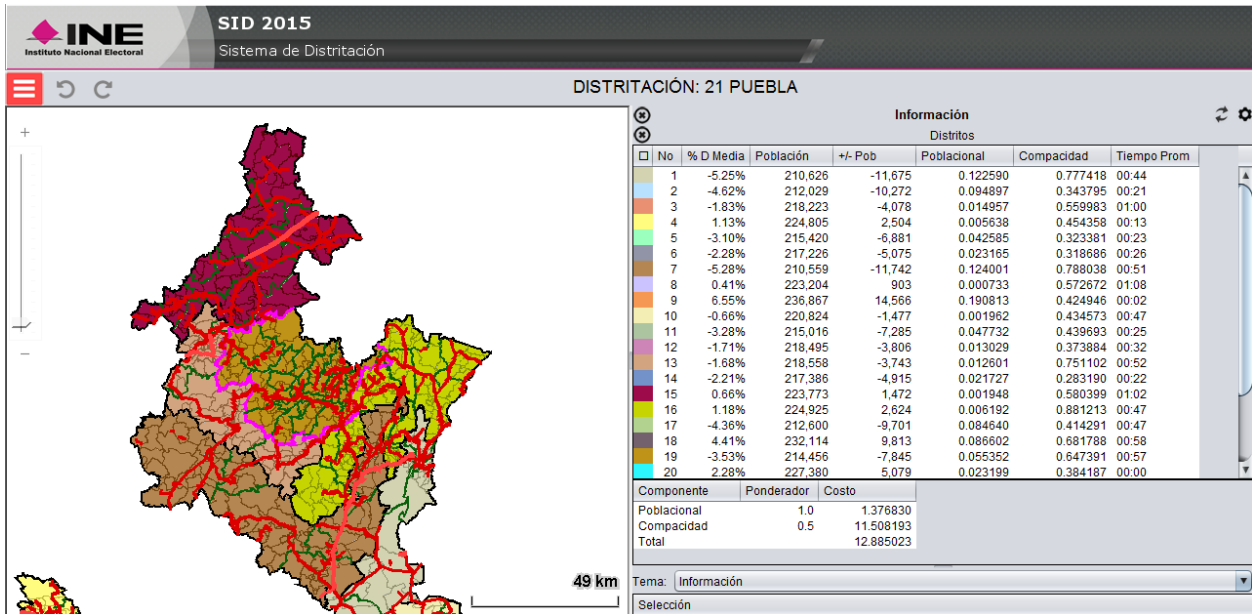 INE
Instituto Nacional Electoral
SID 2015
Sistema de Distritación
DISTRITACIÓN: 21 PUEBLA
Información
Distritos
No % D Media Población +/- Pob Poblacional Compacidad Tiempo Prom
1 -5.25% 210,626 -11,675 0.122590 0.777418 00:44
2 -4.62% 212,029 -10,272 0.094897 0.343795 00:21
3 -1.83% 218,223 -4,078 0.014957 0.559983 01:00
4 1.13% 224,805 2,504 0.005638 0.454358 00:13
5 -3.10% 215,420 -6,881 0.042585 0.323381 00:23
6 -2.28% 217,226 -5,075 0.023165 0.318686 00:26
7 -5.28% 210,559 -11,742 0.124001 0.788038 00:51
8 0.41% 223,204 903 0.000733 0.572672 01:08
9 6.55% 236,867 14,566 0.190813 0.424946 00:02
10 -0.66% 220,824 -1,477 0.001962 0.434573 00:47
11 -3.28% 215,016 -7,285 0.047732 0.439693 00:25
12 -1.71% 218,495 -3,806 0.013029 0.373884 00:32
13 -1.68% 218,558 -3,743 0.012601 0.751102 00:52
14 -2.21% 217,386 -4,915 0.021727 0.283190 00:22
15 0.66% 223,773 1,472 0.001948 0.580399 01:02
16 1.18% 224,925 2,624 0.006192 0.881213 00:47
17 -4.36% 212,600 -9,701 0.084640 0.414291 00:47
18 4.41% 232,114 9,813 0.086602 0.681788 00:58
19 -3.53% 214,456 -7,845 0.055352 0.647391 00:57
20 2.28% 227,380 5,079 0.023199 0.384187 00:00
Componente Ponderador Costo
Poblacional 1.0 1.376830
Compacidad 0.5 11.508193
Total 12.885023
49 km
Tema: Información
Selección